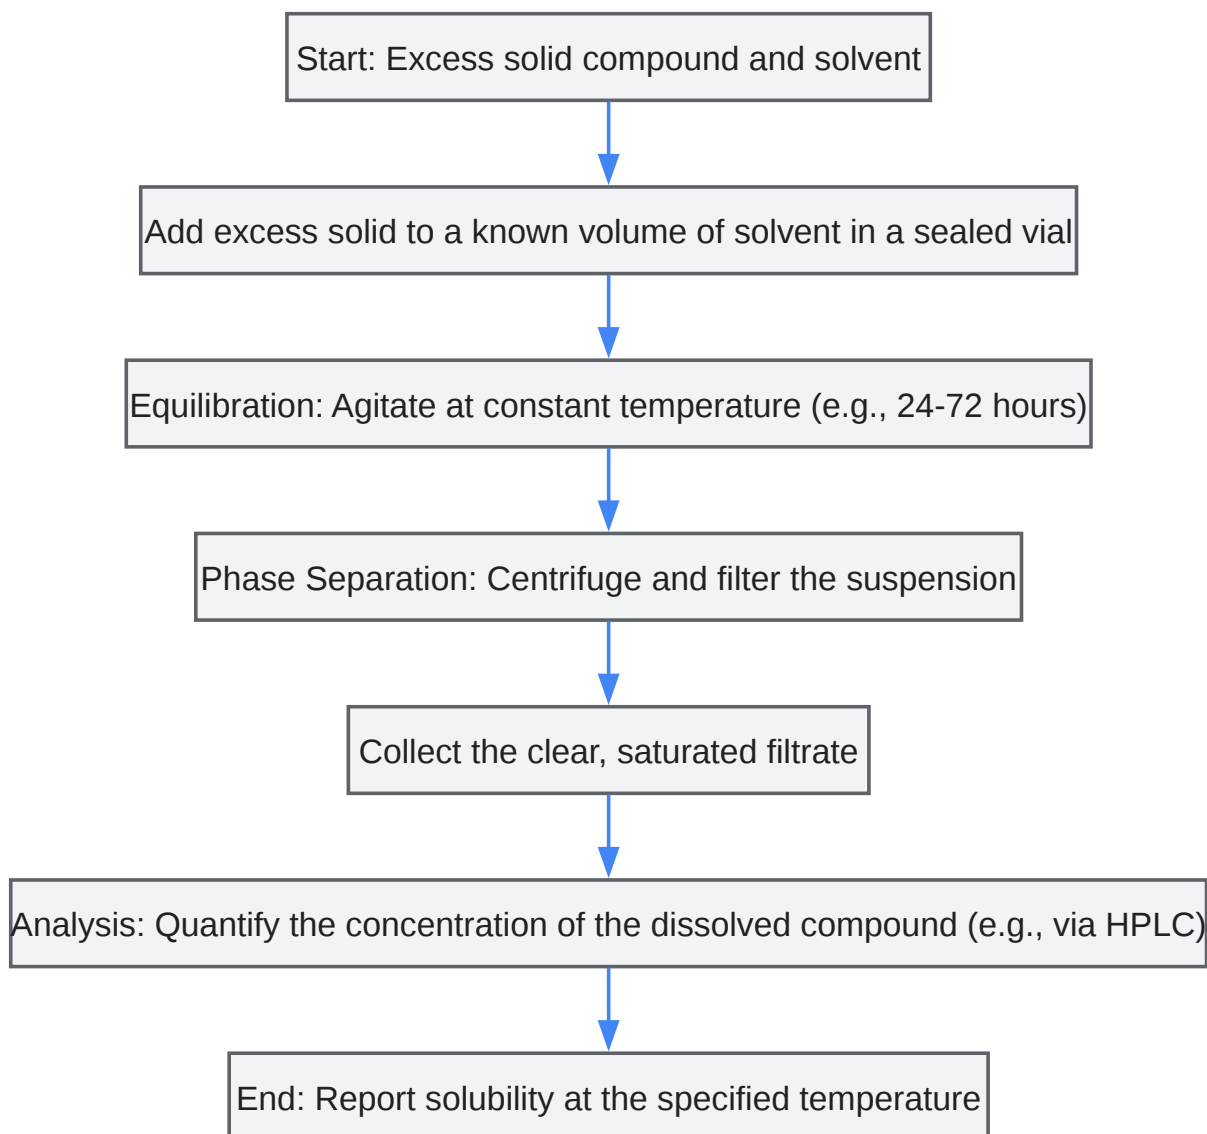 Start: Excess solid compound and solvent
Add excess solid to a known volume of solvent in a sealed vial
Equilibration: Agitate at constant temperature (e.g., 24-72 hours)
Phase Separation: Centrifuge and filter the suspension
Collect the clear, saturated filtrate
Analysis: Quantify the concentration of the dissolved compound (e.g., via HPLC)
End: Report solubility at the specified temperature